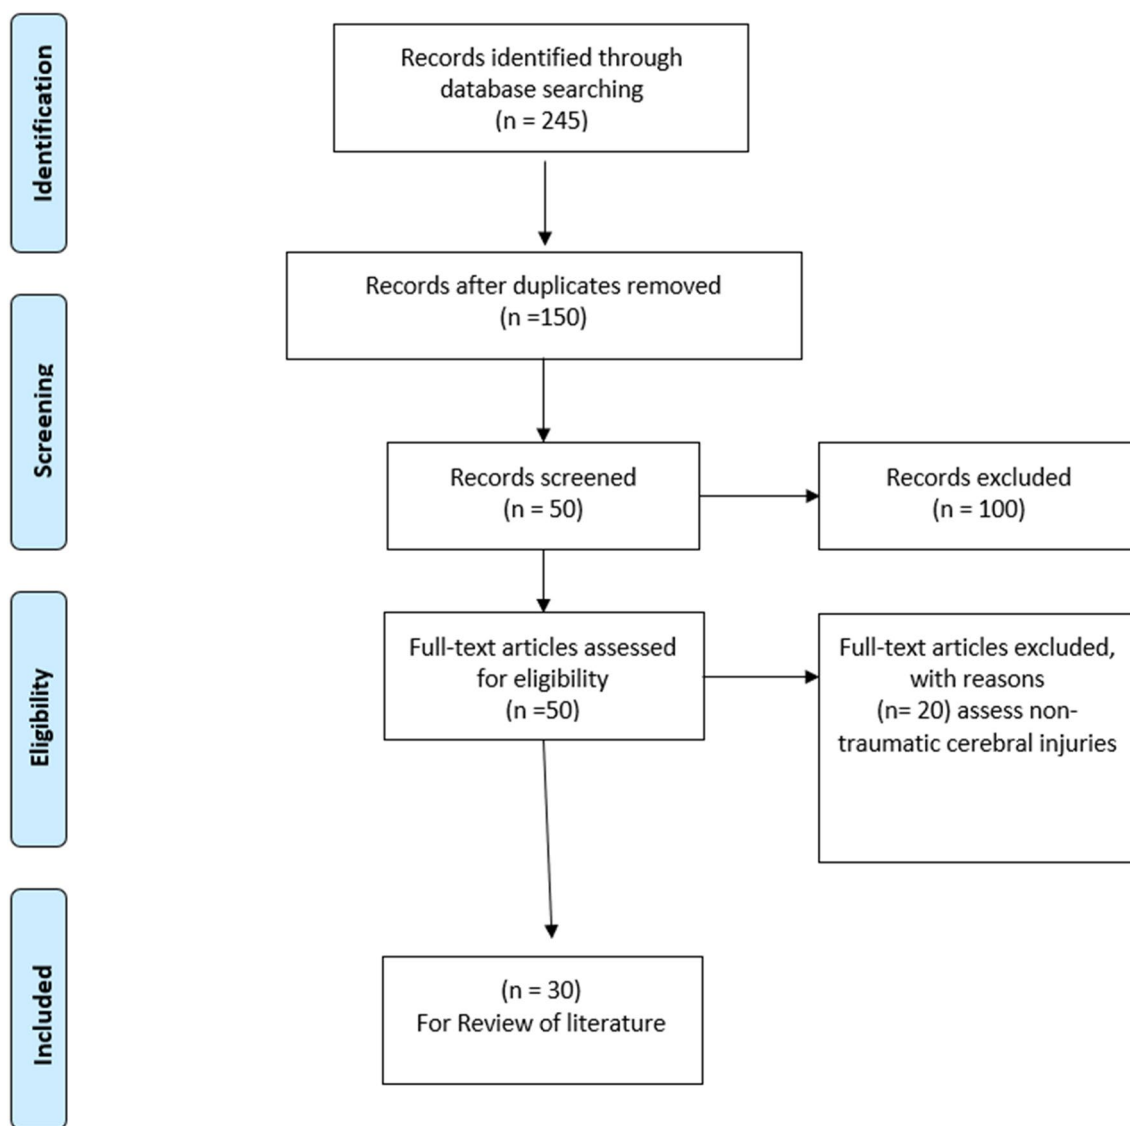 Identification
Records identified through
database searching
(n = 245)
Records after duplicates removed
(n =150)
Screening
Records screened
(n = 50)
Records excluded
(n = 100)
Eligibility
Full-text articles assessed
for eligibility
(n =50)
Full-text articles excluded,
with reasons
(n= 20) assess non-
traumatic cerebral injuries
Included
(n = 30)
For Review of literature